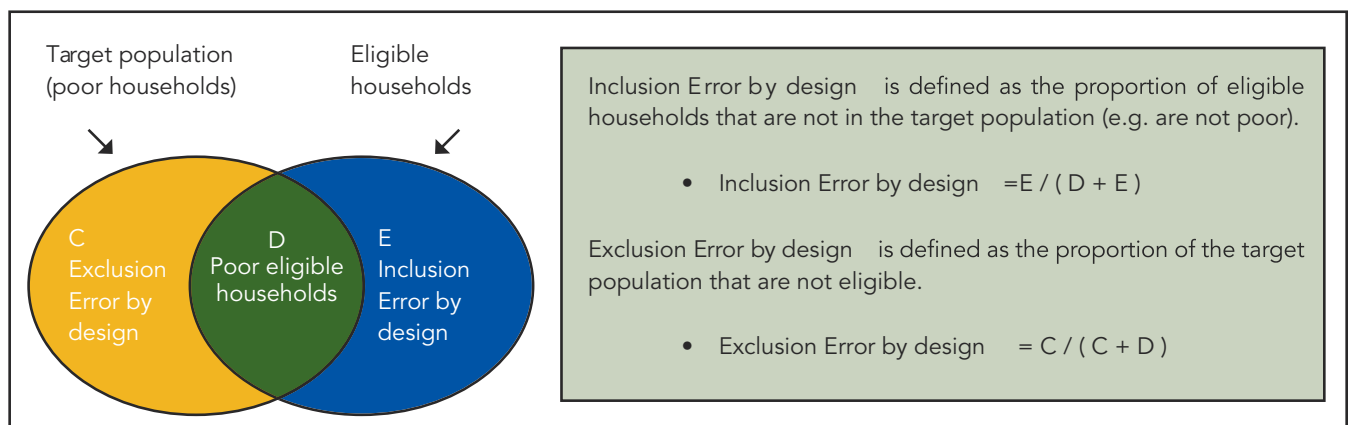 Target population
(poor households)
Eligible
households
C
Exclusion
Error by
design
D
Poor eligible
households
E
Inclusion
Error by
design
Inclusion Error by design is defined as the proportion of eligible
households that are not in the target population (e.g. are not poor).
• Inclusion Error by design =E / ( D + E )
Exclusion Error by design is defined as the proportion of the target
population that are not eligible.
• Exclusion Error by design = C / ( C + D )